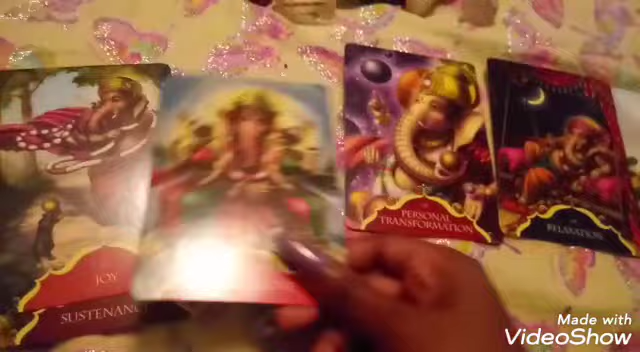 JOY
SUSTENANC
PERSONAL
TRANSFORMATION
RELAXATION
Made with
VideoShow